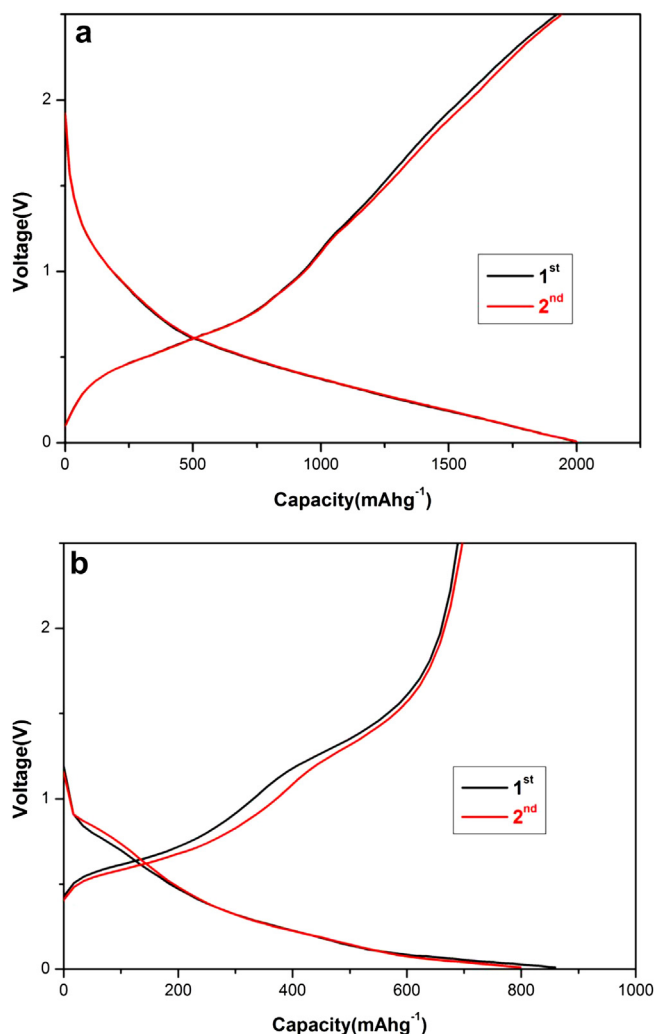 a
Voltage(V)
2
1
0
1st
2nd
0 500 1000 1500 2000
Capacity(mAhg-1)
b
Voltage(V)
2
1
0
1st
2nd
0 200 400 600 800 1000
Capacity(mAhg-1)